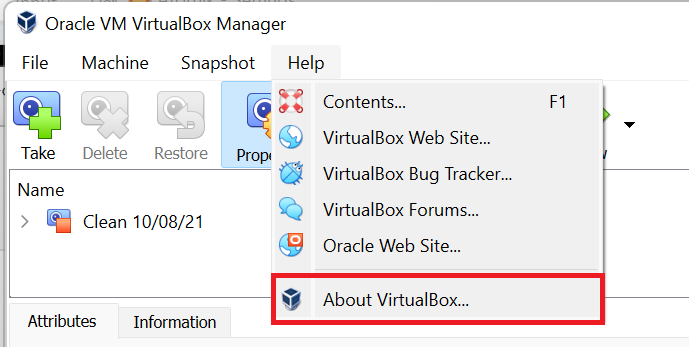 Oracle VM VirtualBox Manager
File Machine Snapshot Help
Take Delete Restore
Name
Clean 10/08/21
Contents... F1
VirtualBox Web Site...
VirtualBox Bug Tracker...
VirtualBox Forums...
Oracle Web Site...
About VirtualBox...
Attributes Information